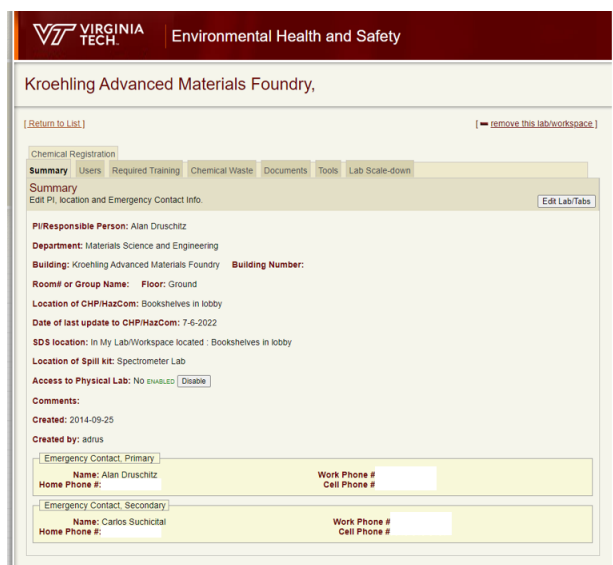 VT VIRGINIA TECH. Environmental Health and Safety
Kroehling Advanced Materials Foundry,
[ Return to List ] [ remove this lab/workspace ]
Chemical Registration
Summary Users Required Training Chemical Waste Documents Tools Lab Scale-down
Summary
Edit PI, location and Emergency Contact Info. Edit Lab/Tabs
PI/Responsible Person: Alan Druschitz
Department: Materials Science and Engineering
Building: Kroehling Advanced Materials Foundry Building Number:
Room# or Group Name: Floor: Ground
Location of CHP/HazCom: Bookshelves in lobby
Date of last update to CHP/HazCom: 7-6-2022
SDS location: In My Lab/Workspace located : Bookshelves in lobby
Location of Spill kit: Spectrometer Lab
Access to Physical Lab: No ENABLED Disable
Comments:
Created: 2014-09-25
Created by: adrus
Emergency Contact, Primary
Name: Alan Druschitz Work Phone #
Home Phone #: Cell Phone #
Emergency Contact, Secondary
Name: Carlos Suchicital Work Phone #
Home Phone #: Cell Phone #